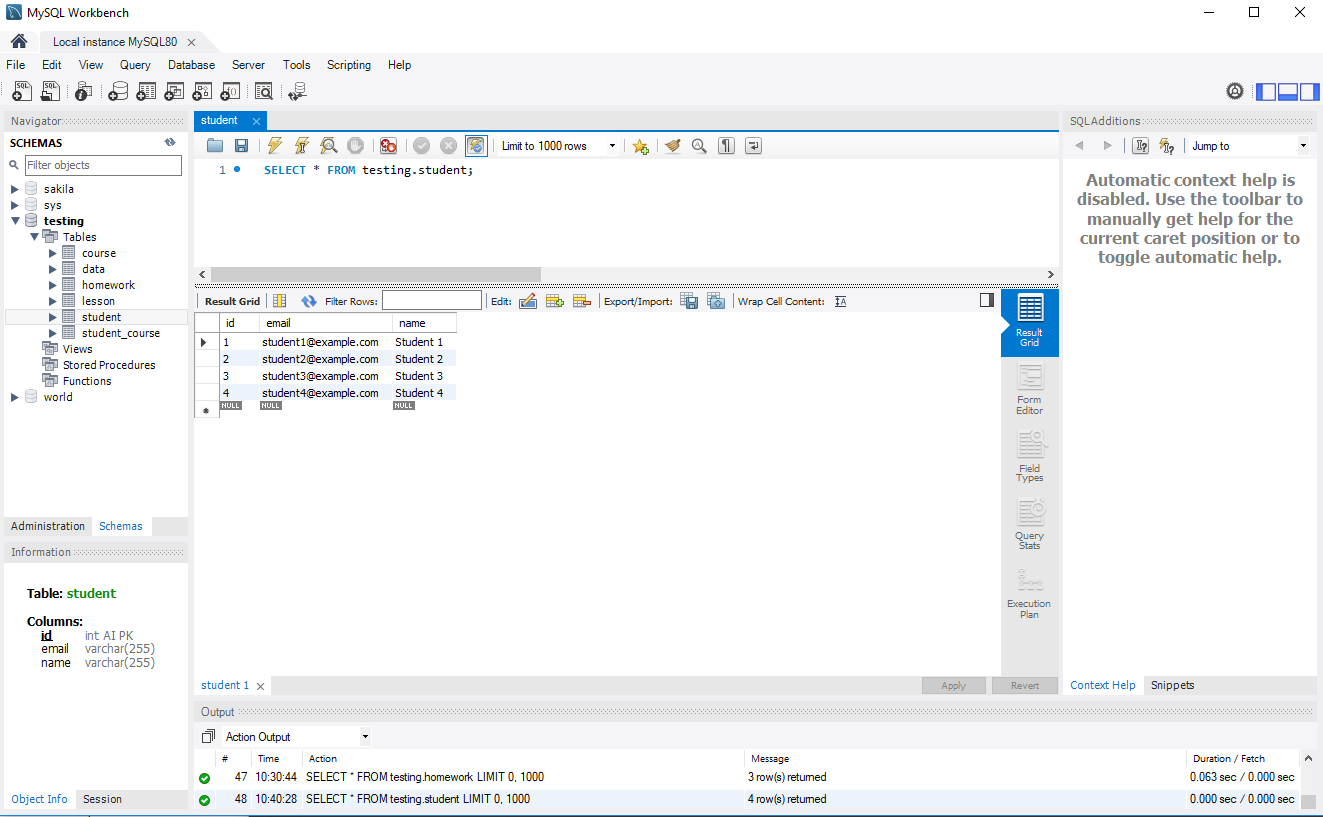 MySQL Workbench
Local instance MySQL80
File Edit View Query Database Server Tools Scripting Help
Navigator
SCHEMAS
Filter objects
sakila
sys
testing
Tables
course
data
homework
lesson
student
student_course
Views
Stored Procedures
Functions
world
Administration Schemas
Information
Table: student
Columns:
id int AI PK
email varchar(255)
name varchar(255)
Object Info Session
student
Limit to 1000 rows
1 SELECT * FROM testing.student;
Result Grid Filter Rows: Edit: Export/Import: Wrap Cell Content:
id email name
1 student1@example.com Student 1
2 student2@example.com Student 2
3 student3@example.com Student 3
4 student4@example.com Student 4
NULL NULL NULL
Result
Grid
Form
Editor
Field
Types
Query
Stats
Execution
Plan
student 1 Apply Revert
SQLAdditions
Jump to
Automatic context help is
disabled. Use the toolbar to
manually get help for the
current caret position or to
toggle automatic help.
Context Help Snippets
Output
Action Output
# Time Action Message Duration / Fetch
47 10:30:44 SELECT * FROM testing.homework LIMIT 0, 1000 3 row(s) returned 0.063 sec / 0.000 sec
48 10:40:28 SELECT * FROM testing.student LIMIT 0, 1000 4 row(s) returned 0.000 sec / 0.000 sec